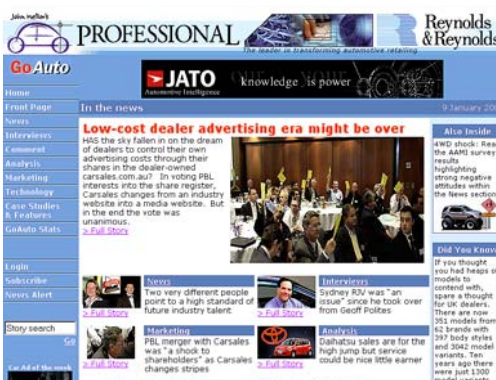 John Mellor's
PROFESSIONAL
Reynolds
& Reynolds
The leader in transforming automotive retailing
GoAuto
JATO
Automotive Intelligence
knowledge is power
Home
Front Page
News
Interviews
Comment
Analysis
Marketing
Technology
Case Studies
& Features
GoAuto Stats
Login
Subscribe
News Alert
Story search
Go
Car Ad of the week
In the news
9 January 20
Low-cost dealer advertising era might be over
HAS the sky fallen in on the dream
of dealers to control their own
advertising costs through their
shares in the dealer-owned
carsales.com.au? In voting PBL
interests into the share register,
Carsales changes from an industry
website into a media website. But
in the end the vote was
unanimous.
> Full Story
News
Two very different people
point to a high standard of
future industry talent
> Full Story
Interviews
Sydney RJV was "an
issue" since he took over
from Geoff Polites
> Full Story
Marketing
PBL merger with Carsales
was "a shock to
shareholders" as Carsales
changes stripes
> Full Story
Analysis
Daihatsu sales are for the
high jump but service
could be nice little earner
> Full Story
Also Inside
4WD shock: Rea
the AAMI survey
results
highlighting
strong negative
attitudes within
the News section
Did You Know
If you thought
you had heaps o
models to
contend with,
spare a thought
for UK dealers.
There are now
351 models from
62 brands with
397 body styles
and 3042 model
variants. Ten
years ago there
were just 1300
model variants